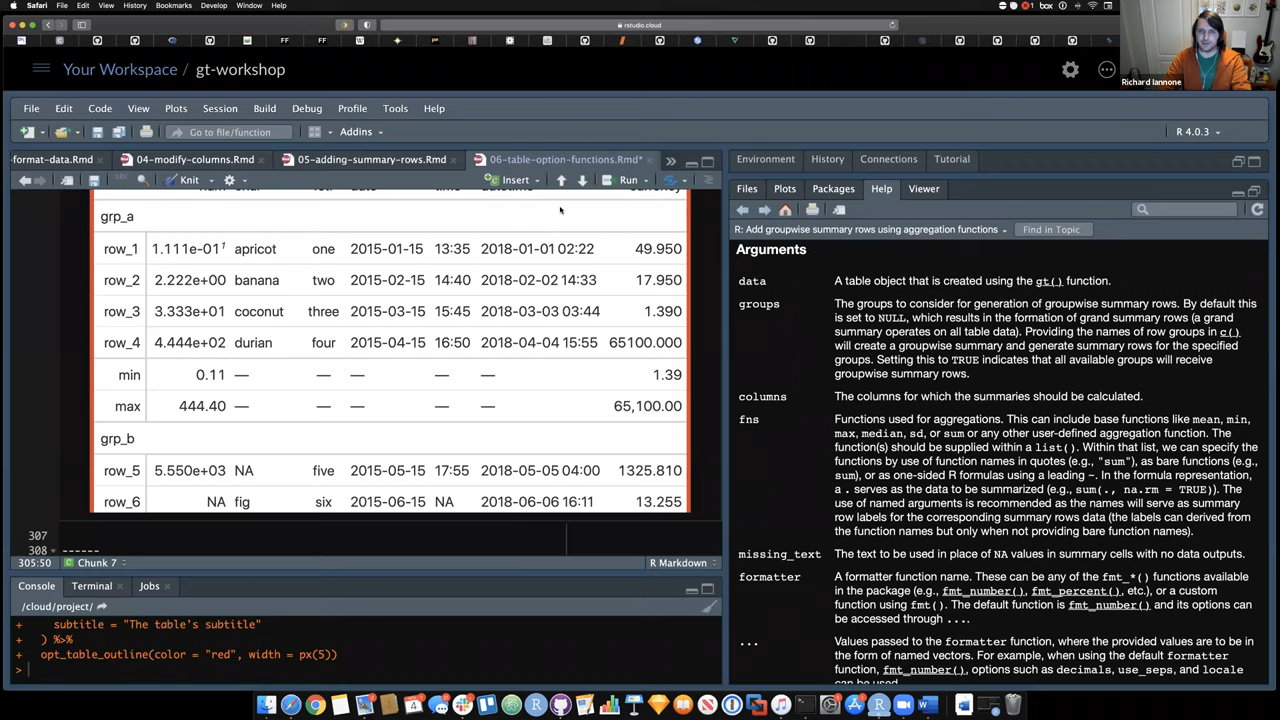 Safari File Edit View History Bookmarks Develop Window Help
box
rstudio.cloud
FF FF W
Richard Iannone
Your Workspace / gt-workshop
File Edit Code View Plots Session Build Debug Profile Tools Help
Go to file/function Addins R 4.0.3
-format-data.Rmd 04-modify-columns.Rmd 05-adding-summary-rows.Rmd 06-table-option-functions.Rmd*
Knit Insert Run
grp_a
row_1 1.111e-01¹ apricot one 2015-01-15 13:35 2018-01-01 02:22 49.950
row_2 2.222e+00 banana two 2015-02-15 14:40 2018-02-02 14:33 17.950
row_3 3.333e+01 coconut three 2015-03-15 15:45 2018-03-03 03:44 1.390
row_4 4.444e+02 durian four 2015-04-15 16:50 2018-04-04 15:55 65100.000
min 0.11 — — — — — 1.39
max 444.40 — — — — — 65,100.00
grp_b
row_5 5.550e+03 NA five 2015-05-15 17:55 2018-05-05 04:00 1325.810
row_6 NA fig six 2015-06-15 NA 2018-06-06 16:11 13.255
307
308 ------
305:50 Chunk 7 R Markdown
Console Terminal Jobs
/cloud/project/
+ subtitle = "The table's subtitle"
+ ) %>%
+ opt_table_outline(color = "red", width = px(5))
>
Environment History Connections Tutorial
Files Plots Packages Help Viewer
R: Add groupwise summary rows using aggregation functions Find in Topic
Arguments
data A table object that is created using the gt() function.
groups The groups to consider for generation of groupwise summary rows. By default this
is set to NULL, which results in the formation of grand summary rows (a grand
summary operates on all table data). Providing the names of row groups in c()
will create a groupwise summary and generate summary rows for the specified
groups. Setting this to TRUE indicates that all available groups will receive
groupwise summary rows.
columns The columns for which the summaries should be calculated.
fns Functions used for aggregations. This can include base functions like mean, min,
max, median, sd, or sum or any other user-defined aggregation function. The
function(s) should be supplied within a list(). Within that list, we can specify the
functions by use of function names in quotes (e.g., "sum"), as bare functions (e.g.,
sum), or as one-sided R formulas using a leading ~. In the formula representation,
a . serves as the data to be summarized (e.g., sum(., na.rm = TRUE)). The
use of named arguments is recommended as the names will serve as summary
row labels for the corresponding summary rows data (the labels can derived from
the function names but only when not providing bare function names).
missing_text The text to be used in place of NA values in summary cells with no data outputs.
formatter A formatter function name. These can be any of the fmt_*() functions available
in the package (e.g., fmt_number(), fmt_percent(), etc.), or a custom
function using fmt(). The default function is fmt_number() and its options can
be accessed through ....
... Values passed to the formatter function, where the provided values are to be in
the form of named vectors. For example, when using the default formatter
function, fmt_number(), options such as decimals, use_seps, and locale
can be used.